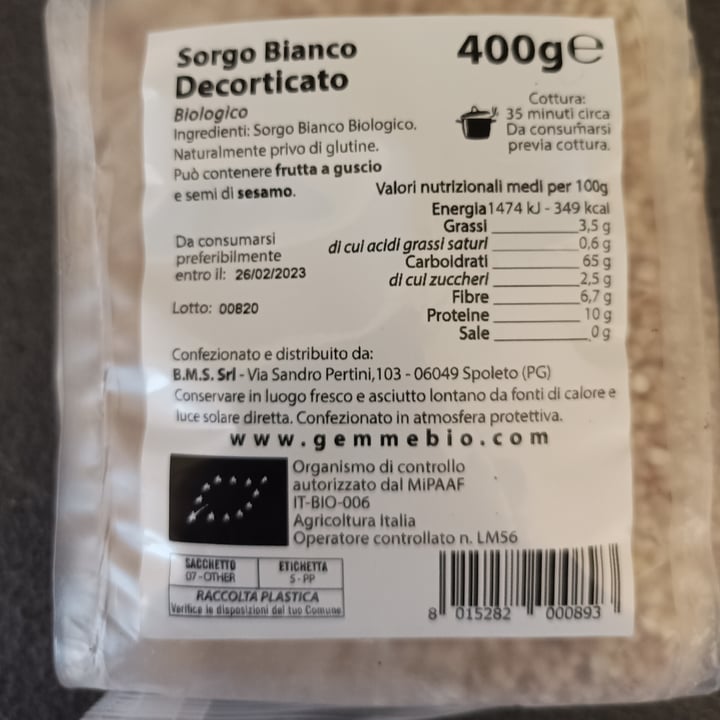 Sorgo Bianco
Decorticato
Biologico
Ingredienti: Sorgo Bianco Biologico.
Naturalmente privo di glutine.
Può contenere frutta a guscio
e semi di sesamo.
400g℮
Cottura:
35 minuti circa
Da consumarsi
previa cottura.
Valori nutrizionali medi per 100g
Energia 1474 kJ - 349 kcal
Grassi 3,5 g
di cui acidi grassi saturi 0,6 g
Carboidrati 65 g
di cui zuccheri 2,5 g
Fibre 6,7 g
Proteine 10 g
Sale 0 g
Da consumarsi
preferibilmente
entro il: 26/02/2023
Lotto: 00820
Confezionato e distribuito da:
B.M.S. Srl - Via Sandro Pertini,103 - 06049 Spoleto (PG)
Conservare in luogo fresco e asciutto lontano da fonti di calore e
luce solare diretta. Confezionato in atmosfera protettiva.
www.gemmebio.com
Organismo di controllo
autorizzato dal MiPAAF
IT-BIO-006
Agricoltura Italia
Operatore controllato n. LM56
SACCHETTO
07-OTHER
ETICHETTA
5-PP
RACCOLTA PLASTICA
Verifica le disposizioni del tuo Comune
8 015282 000893